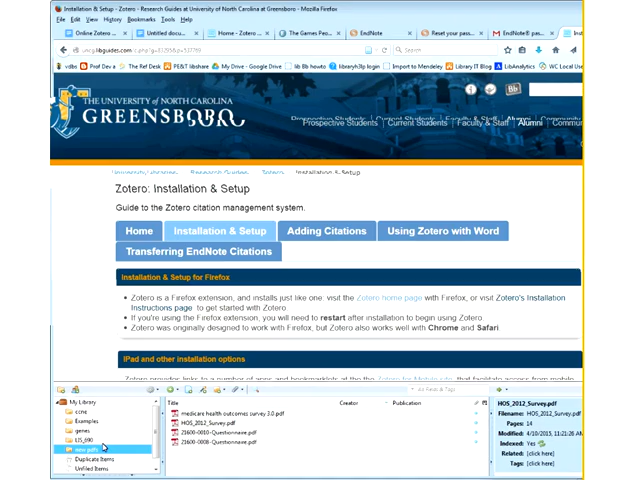 Installation & Setup - Zotero - Research Guides at University of North Carolina at Greensboro - Mozilla Firefox
File Edit View History Bookmarks Tools Help
Online Zotero Untitled docu... Home - Zotero ... The Games Peo... EndNote Reset your pass... EndNote® pas...
Search
vdbs Prof Dev a The Ref Desk PE&T libshare My Drive - Google Drive lib Bb howto libraryh3lp login Import to Mendeley Library IT Blog LibAnalytics WC Local Use
Bb
THE UNIVERSITY of NORTH CAROLINA
GREENSBORO
Prospective Students Current Students Faculty & Staff Alumni
Zotero: Installation & Setup
Guide to the Zotero citation management system.
Home Installation & Setup Adding Citations Using Zotero with Word
Transferring EndNote Citations
Installation & Setup for Firefox
Zotero is a Firefox extension, and installs just like one: visit the Zotero home page with Firefox, or visit Zotero's Installation
Instructions page to get started with Zotero.
If you're using the Firefox extension, you will need to restart after installation to begin using Zotero.
Zotero was originally designed to work with Firefox, but Zotero also works well with Chrome and Safari.
IPad and other installation options
My Library
ccne
Examples
genes
LIS_690
new pdfs
Duplicate Items
Unfiled Items
Title Creator Publication
medicare health outcomes survey 3.0.pdf
HOS_2012_Survey.pdf
21600-0010-Questionnaire.pdf
21600-0008-Questionnaire.pdf
HOS_2012_Survey.pdf
Filename: HOS_2012_Survey.pdf
Pages: 14
Modified: 4/10/2013, 11:21:26 AM
Indexed: Yes
Related: [click here]
Tags: [click here]